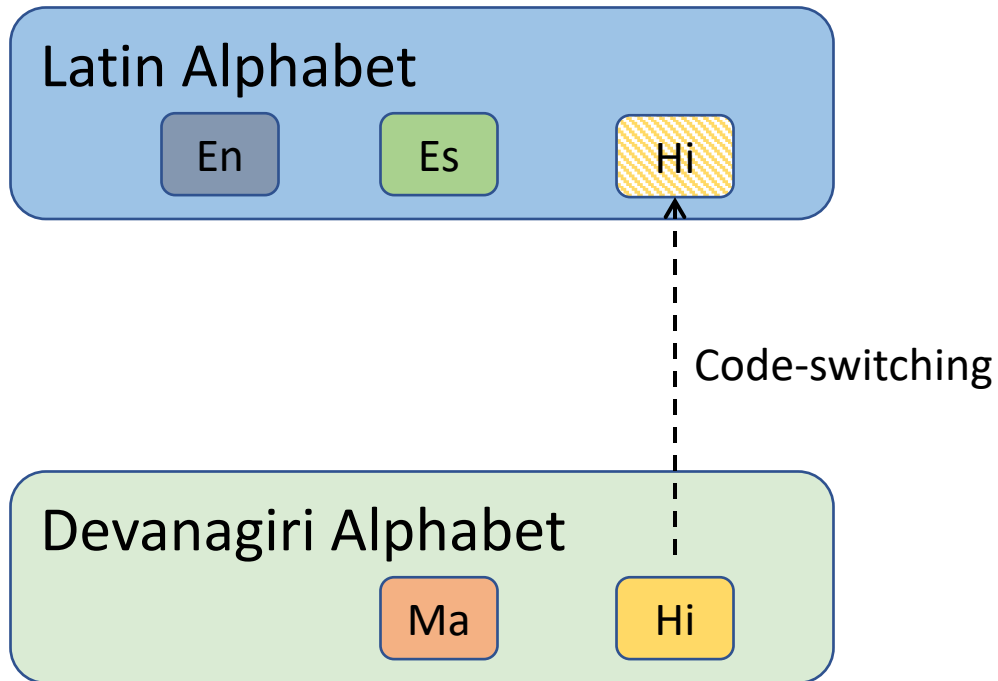 Latin Alphabet
En Es Hi
Code-switching
Devanagiri Alphabet
Ma Hi